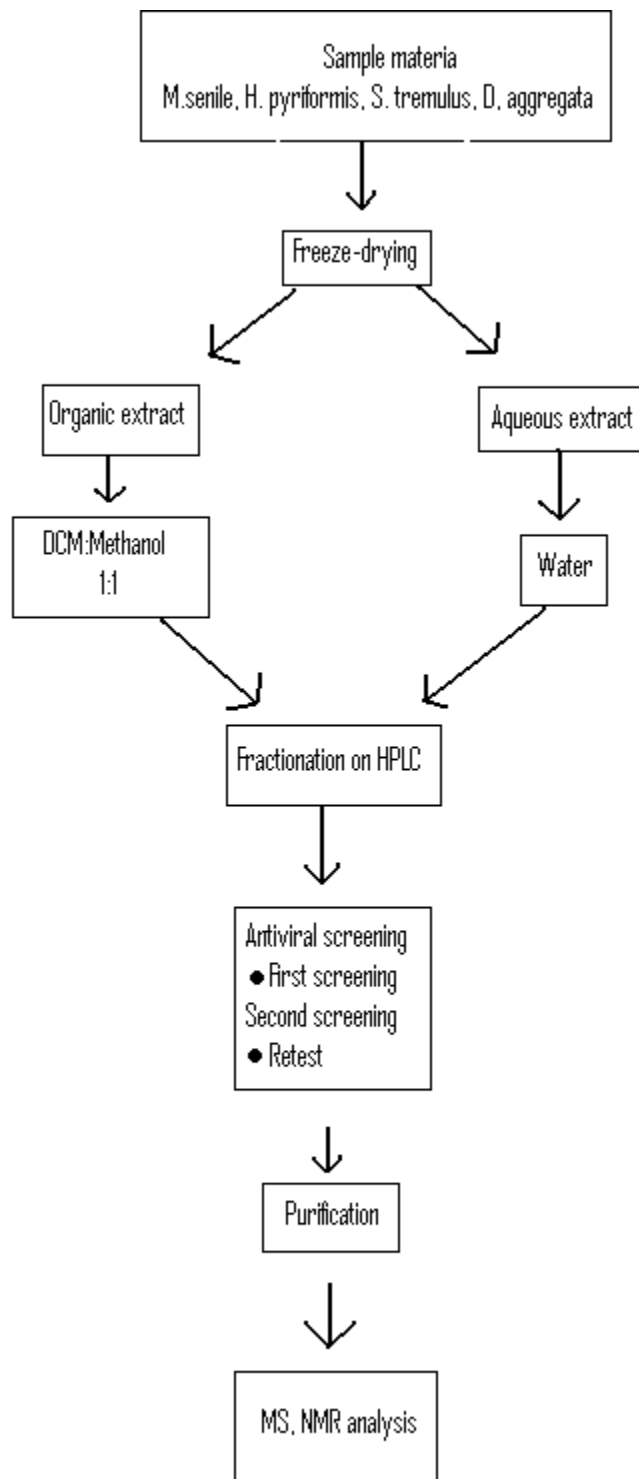 Sample materia
M.senile, H. pyriformis, S. tremulus, D, aggregata
Freeze-drying
Organic extract
Aqueous extract
DCM:Methanol
1:1
Water
Fractionation on HPLC
Antiviral screening
● First screening
Second screening
● Retest
Purification
MS, NMR analysis